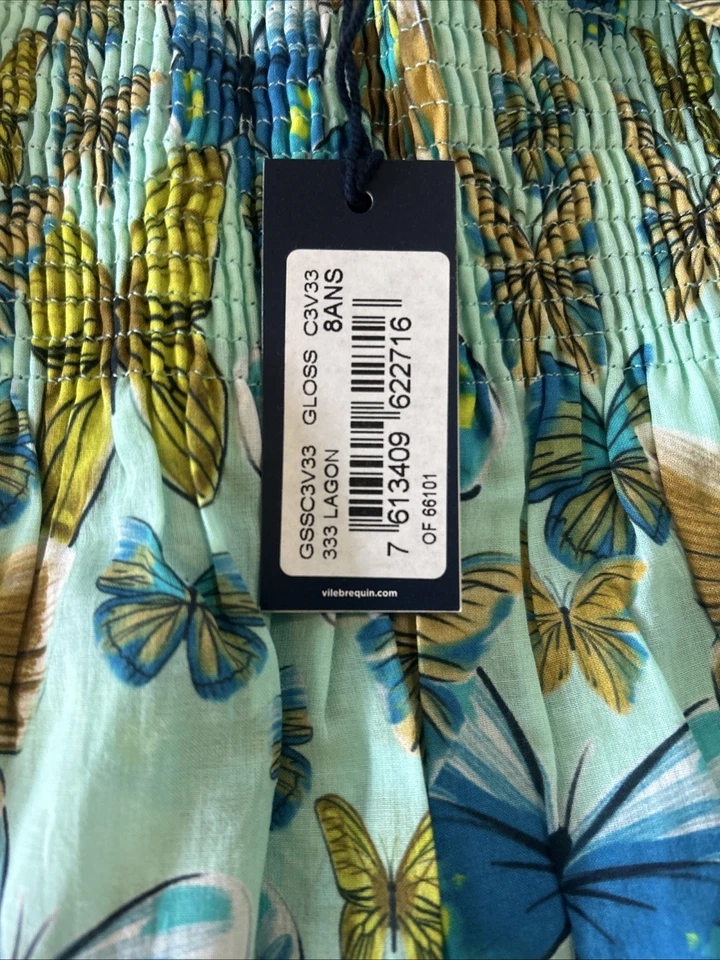 GSSC3V33 GLOSS C3V33
333 LAGON 8ANS
7 613409 622716
OF 66101
vilebrequin.com